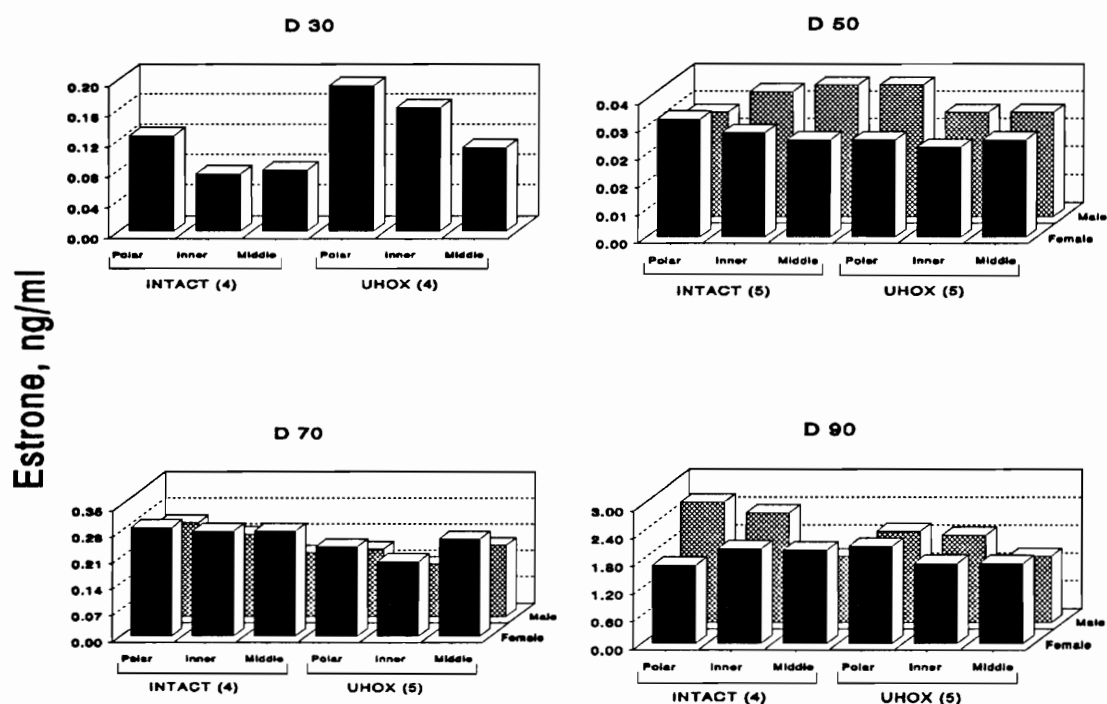 Estrone, ng/ml
D 30
0.20
0.16
0.12
0.08
0.04
0.00
Polar Inner Middle Polar Inner Middle
INTACT (4) UHOX (4)
D 50
0.04
0.03
0.02
0.02
0.01
0.00
Male
Female
Polar Inner Middle Poler Inner Middle
INTACT (5) UHOX (5)
D 70
0.35
0.28
0.21
0.14
0.07
0.00
Male
Female
Polar Inner Middle Polar Inner Middle
INTACT (4) UHOX (5)
D 90
3.00
2.40
1.80
1.20
0.60
0.00
Male
Female
Polar Inner Middle Polar Inner Middle
INTACT (4) UHOX (5)